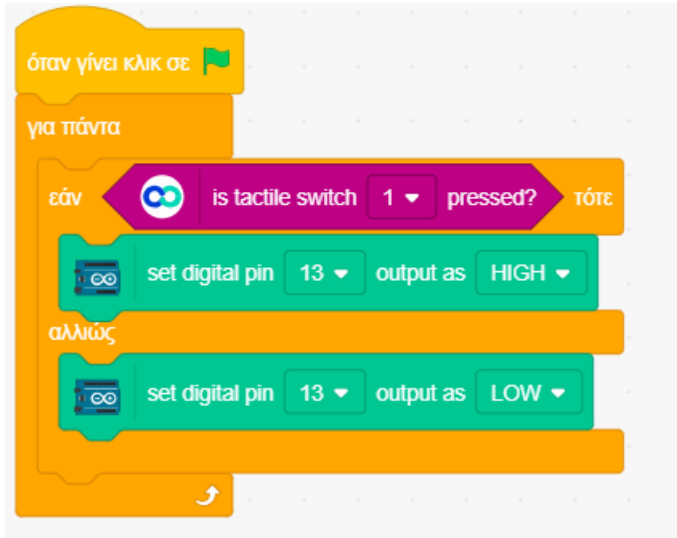 όταν γίνει κλικ σε
για πάντα
εάν is tactile switch 1 pressed? τότε
set digital pin 13 output as HIGH
αλλιώς
set digital pin 13 output as LOW